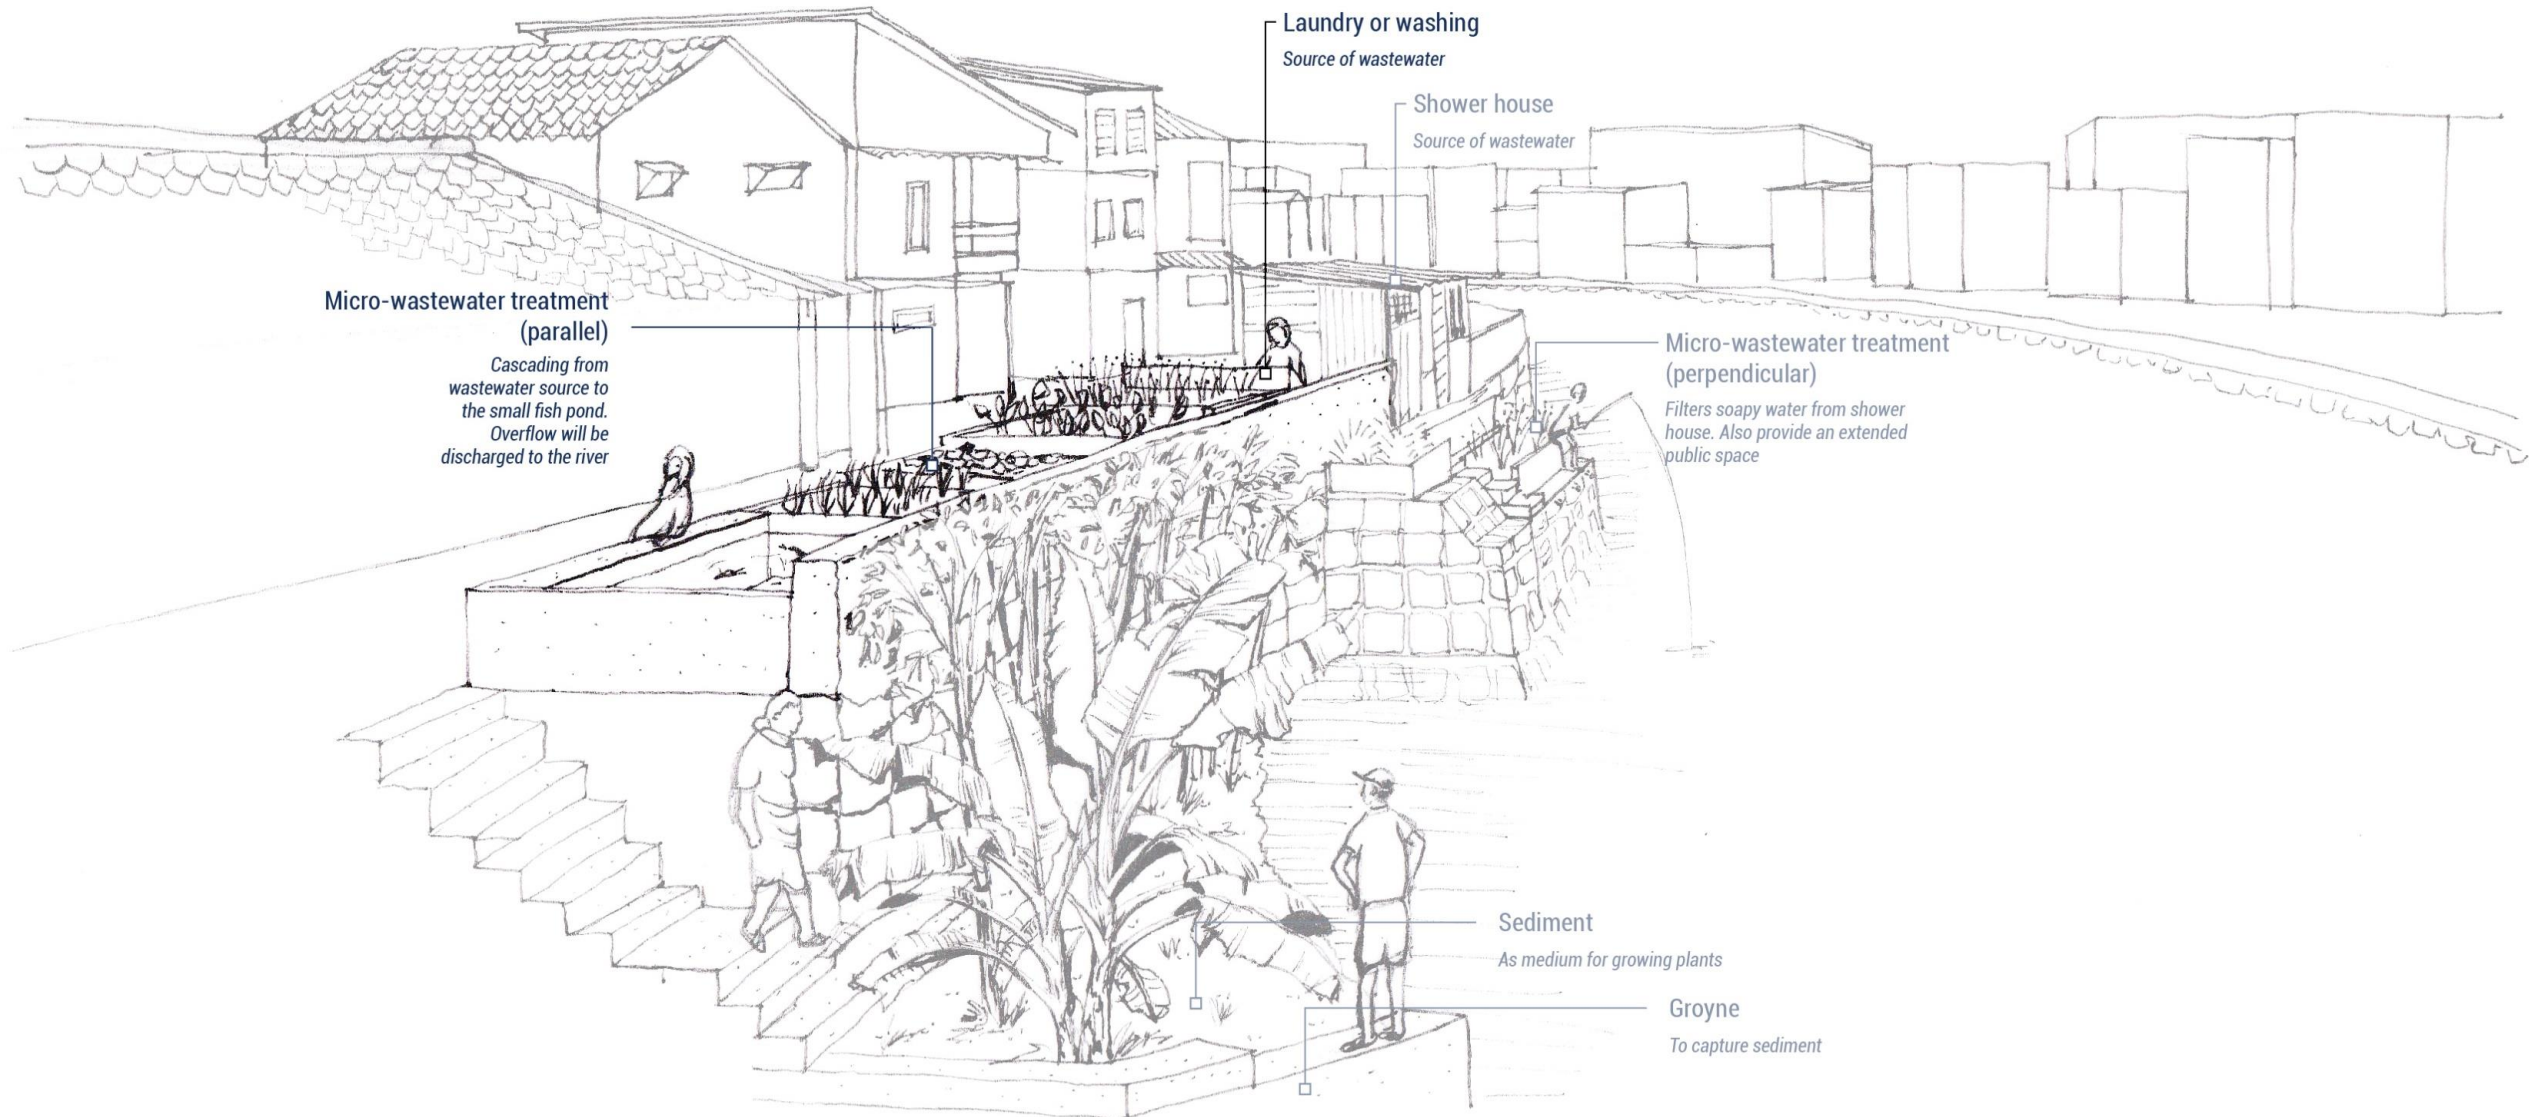 Laundry or washing
Source of wastewater
Shower house
Source of wastewater
Micro-wastewater treatment
(parallel)
Cascading from
wastewater source to
the small fish pond.
Overflow will be
discharged to the river
Micro-wastewater treatment
(perpendicular)
Filters soapy water from shower
house. Also provide an extended
public space
Sediment
As medium for growing plants
Groyne
To capture sediment